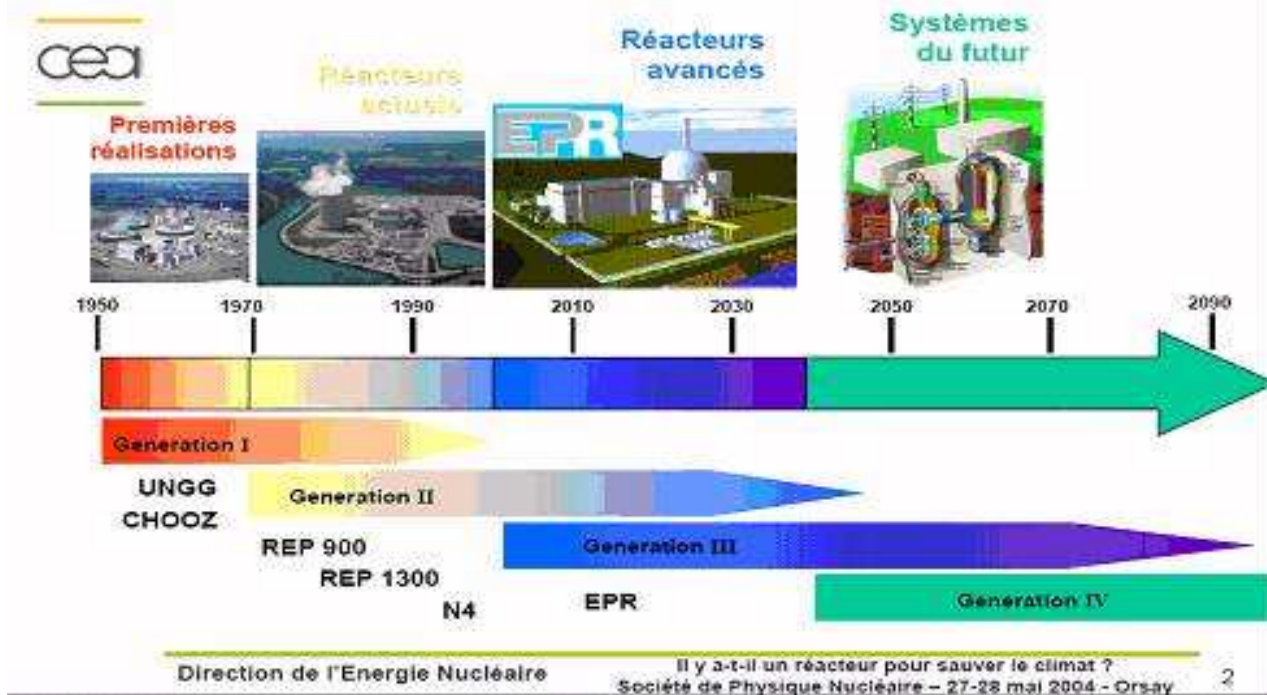 cea
Premières
réalisations
Réacteurs
actuels
Réacteurs
avancés
Systèmes
du futur
EPR
1950 1970 1990 2010 2030 2050 2070 2090
Generation I
UNGG
CHOOZ
Generation II
REP 900
REP 1300
N4
Generation III
EPR
Generation IV
Direction de l'Energie Nucléaire
Il y a-t-il un réacteur pour sauver le climat ?
Société de Physique Nucléaire – 27-28 mai 2004 - Orsay
2